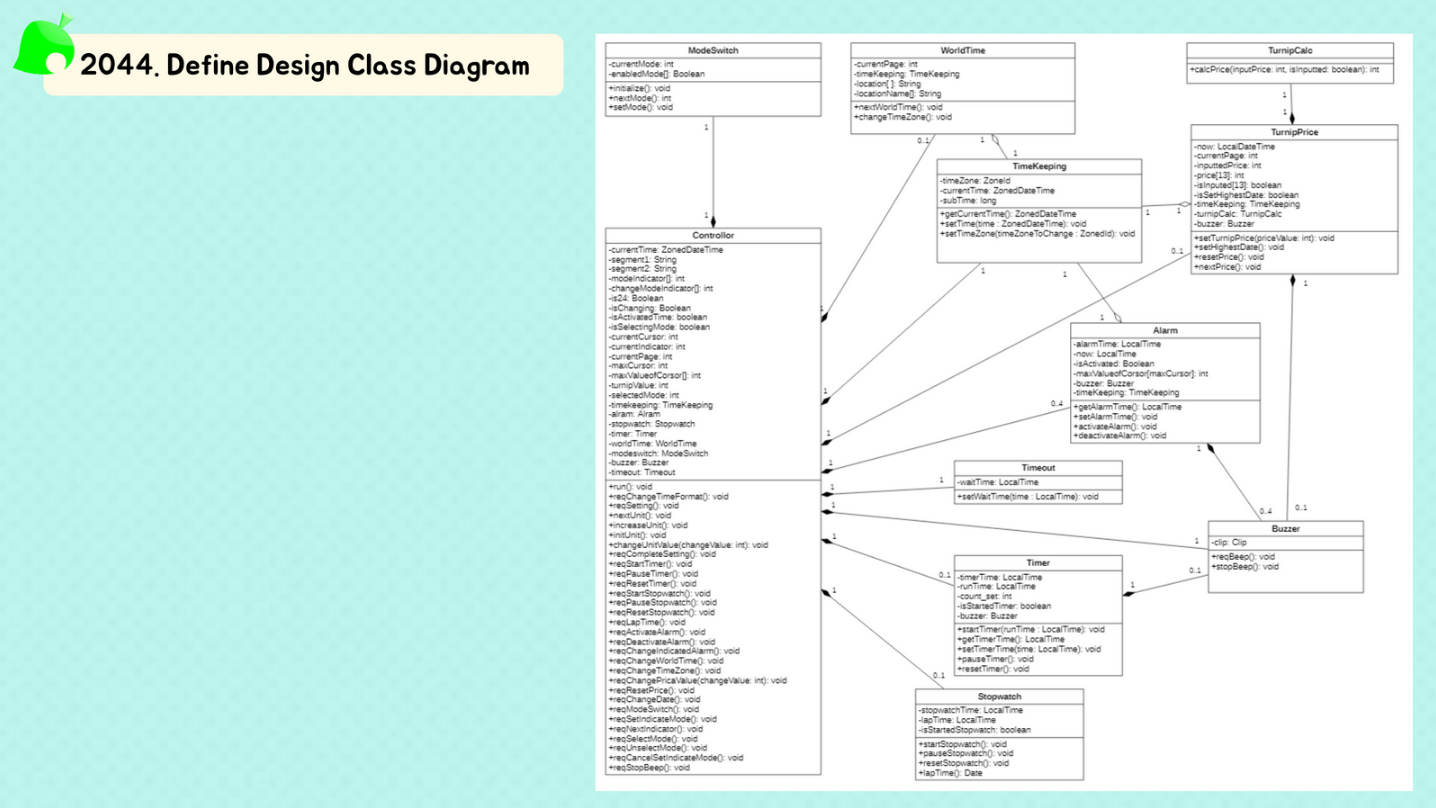 2044. Define Design Class Diagram
ModeSwitch
-currentMode: int
-enabledMode[]: Boolean
+initialize(): void
+nextMode(): int
+setMode(): void
1
1
Controllor
-currentTime: ZonedDateTime
-segment1: String
-segment2: String
-modeIndicator[]: int
-changeModeIndicator[]: int
-is24: Boolean
-isChanging: Boolean
-isActivatedTime: boolean
-isSelectingMode: boolean
-currentCursor: int
-currentIndicator: int
-currentPage: int
-maxCursor: int
-maxValueofCorsor[]: int
-turnipValue: int
-selectedMode: int
-timekeeping: TimeKeeping
-alram: Alram
-stopwatch: Stopwatch
-timer: Timer
-worldTime: WorldTime
-modeswitch: ModeSwitch
-buzzer: Buzzer
-timeout: Timeout
+run(): void
+reqChangeTimeFormat(): void
+reqSetting(): void
+nextUnit(): void
+increaseUnit(): void
+initUnit(): void
+changeUnitValue(changeValue: int): void
+reqCompleteSetting(): void
+reqStartTimer(): void
+reqPauseTimer(): void
+reqResetTimer(): void
+reqStartStopwatch(): void
+reqPauseStopwatch(): void
+reqResetStopwatch(): void
+reqLapTime(): void
+reqActivateAlarm(): void
+reqDeactivateAlarm(): void
+reqChangeIndicatedAlarm(): void
+reqChangeWorldTime(): void
+reqChangeTimeZone(): void
+reqChangePricaValue(changeValue: int): void
+reqResetPrice(): void
+reqChangeDate(): void
+reqModeSwitch(): void
+reqSetIndicateMode(): void
+reqNextIndicator(): void
+reqSelectMode(): void
+reqUnselectMode(): void
+reqCancelSetIndicateMode(): void
+reqStopBeep(): void
WorldTime
-currentPage: int
-timeKeeping: TimeKeeping
-location[ ]: String
-locationName[]: String
+nextWorldTime(): void
+changeTimeZone(): void
0..1
1
1
1
TimeKeeping
-timeZone: ZoneId
-currentTime: ZonedDateTime
-subTime: long
+getCurrentTime(): ZonedDateTime
+setTime(time : ZonedDateTime): void
+setTimeZone(timeZoneToChange : ZonedId): void
1
1
1
1
1
1
TurnipCalc
+calcPrice(inputPrice: int, isInputed: boolean): int
1
1
TurnipPrice
-now: LocalDateTime
-currentPage: int
-inputtedPrice: int
-price[13]: int
-isInputed[13]: boolean
-isSetHighestDate: boolean
-timeKeeping: TimeKeeping
-turnipCalc: TurnipCalc
-buzzer: Buzzer
+setTurnipPrice(priceValue: int): void
+setHighestDate(): void
+resetPrice(): void
+nextPrice(): void
0..1
1
1
0..1
Alarm
-alarmTime: LocalTime
-now: LocalTime
-isActivated: Boolean
-maxValueofCorsor[maxCursor]: int
-buzzer: Buzzer
-timeKeeping: TimeKeeping
+getAlarmTime(): LocalTime
+setAlarmTime(): void
+activateAlarm(): void
+deactivateAlarm(): void
0..4
1
1
0..4
Timeout
-waitTime: LocalTime
+setWaitTime(time : LocalTime): void
1
1
Buzzer
-clip: Clip
+reqBeep(): void
+stopBeep(): void
1
1
0..1
1
Timer
-timerTime: LocalTime
-runTime: LocalTime
-count_set: int
-isStartedTimer: boolean
-buzzer: Buzzer
+startTimer(runTime : LocalTime): void
+getTimerTime(): LocalTime
+setTimerTime(time: LocalTime): void
+pauseTimer(): void
+resetTimer(): void
1
0..1
1
0..1
Stopwatch
-stopwatchTime: LocalTime
-lapTime: LocalTime
-isStartedStopwatch: boolean
+startStopwatch(): void
+pauseStopwatch(): void
+resetStopwatch(): void
+lapTime(): Date